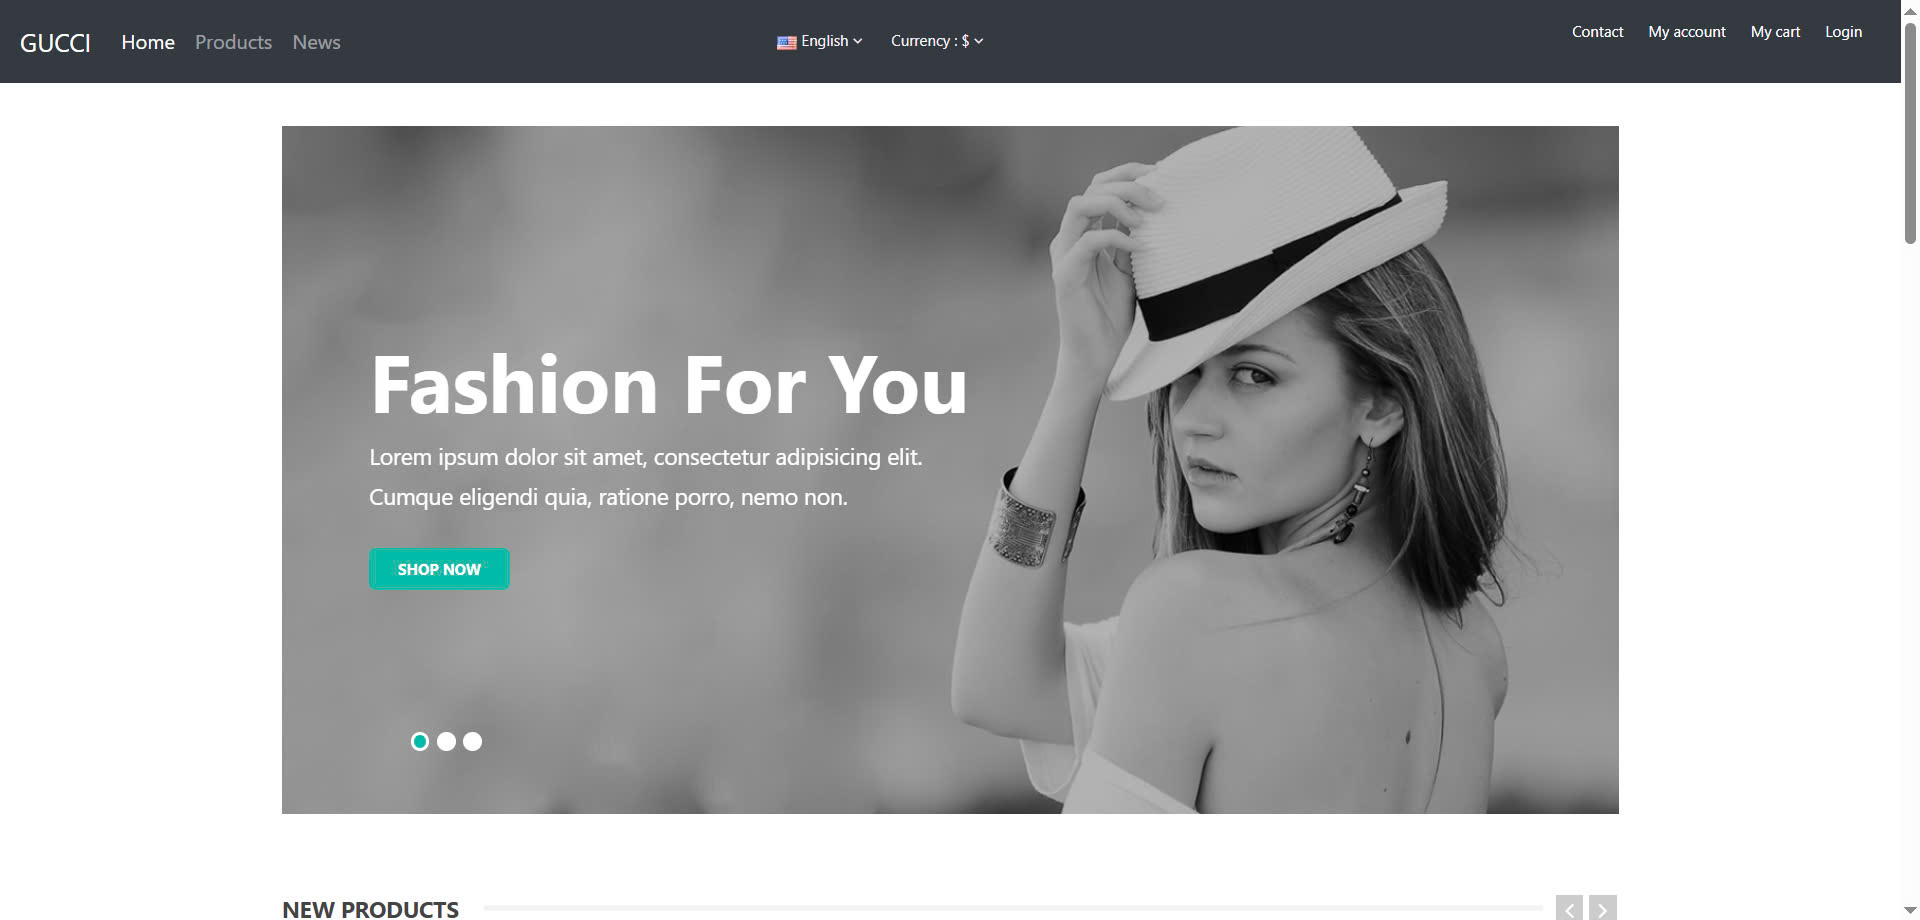 GUCCI Home Products News English Currency : $ Contact My account My cart Login
Fashion For You
Lorem ipsum dolor sit amet, consectetur adipisicing elit.
Cumque eligendi quia, ratione porro, nemo non.
SHOP NOW
NEW PRODUCTS